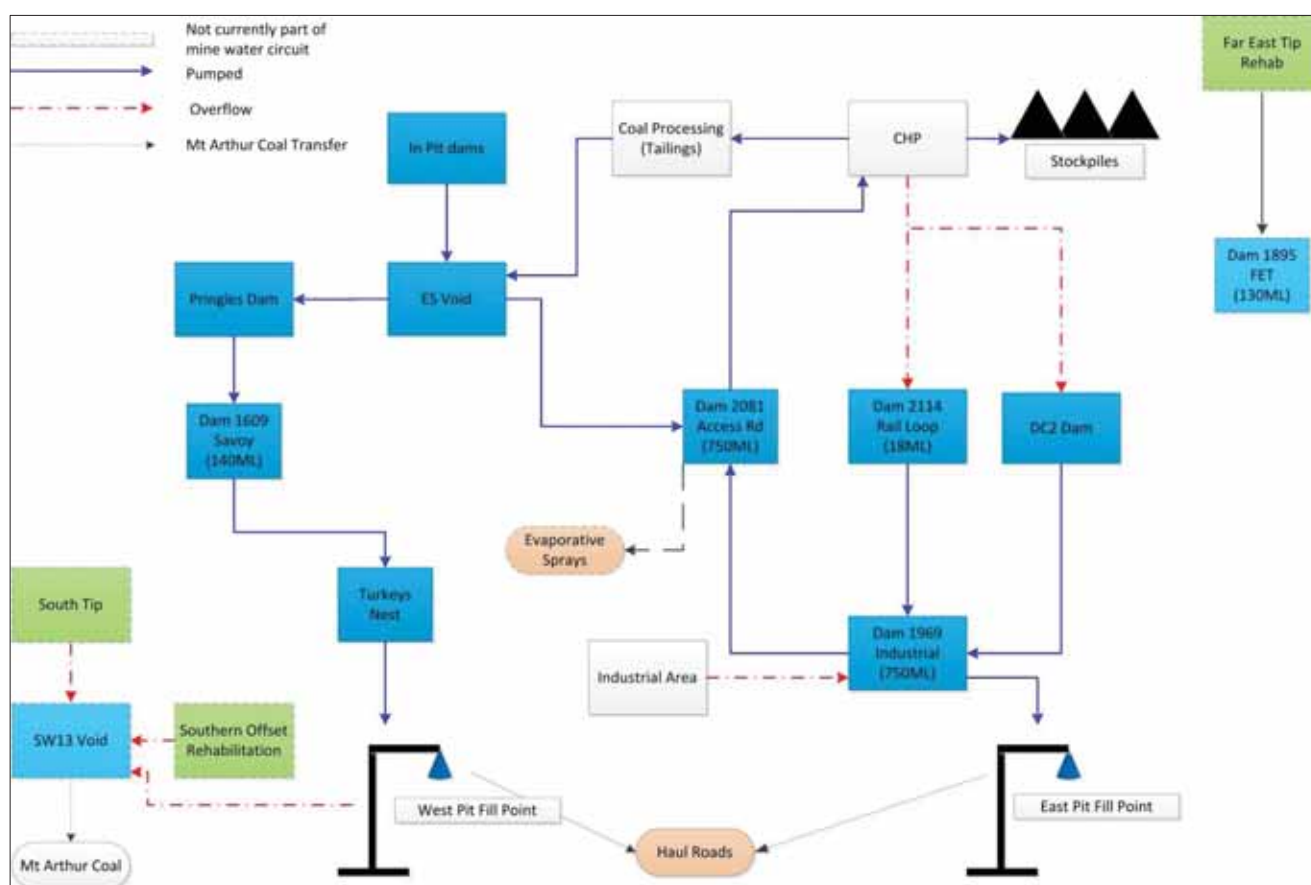 Not currently part of
mine water circuit
Pumped
Overflow
Mt Arthur Coal Transfer
Far East Tip
Rehab
In Pit dams
Coal Processing
(Tailings)
CHP
Stockpiles
Dam 1895
FET
(130ML)
Pringles Dam
ES Void
Dam 1609
Savoy
(140ML)
Dam 2081
Access Rd
(750ML)
Dam 2114
Rail Loop
(18ML)
DC2 Dam
Evaporative
Sprays
South Tip
Turkeys
Nest
Industrial Area
Dam 1969
Industrial
(750ML)
SW13 Void
Southern Offset
Rehabilitation
West Pit Fill Point
East Pit Fill Point
Haul Roads
Mt Arthur Coal